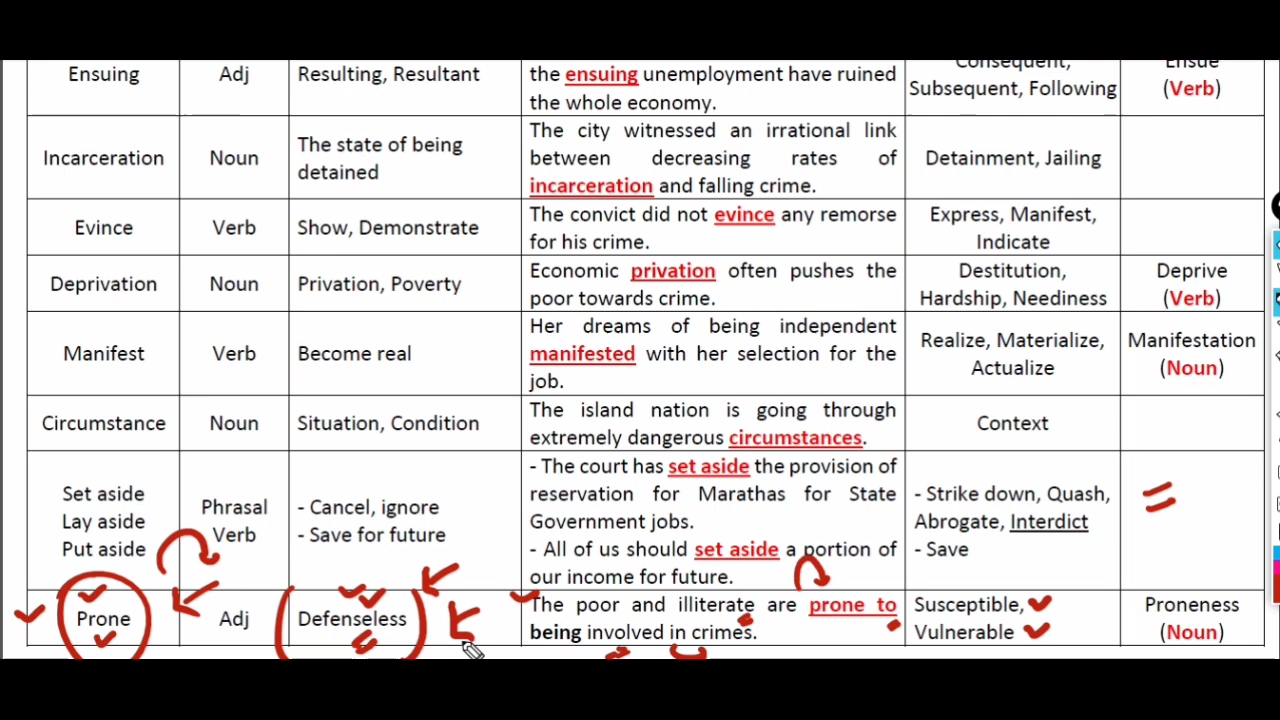 Ensuing Adj Resulting, Resultant the ensuing unemployment have ruined the whole economy. Consequent, Subsequent, Following Ensue (Verb)
Incarceration Noun The state of being detained The city witnessed an irrational link between decreasing rates of incarceration and falling crime. Detainment, Jailing
Evince Verb Show, Demonstrate The convict did not evince any remorse for his crime. Express, Manifest, Indicate
Deprivation Noun Privation, Poverty Economic privation often pushes the poor towards crime. Destitution, Hardship, Neediness Deprive (Verb)
Manifest Verb Become real Her dreams of being independent manifested with her selection for the job. Realize, Materialize, Actualize Manifestation (Noun)
Circumstance Noun Situation, Condition The island nation is going through extremely dangerous circumstances. Context
Set aside Lay aside Put aside Phrasal Verb - Cancel, ignore - Save for future - The court has set aside the provision of reservation for Marathas for State Government jobs. - All of us should set aside a portion of our income for future. - Strike down, Quash, Abrogate, Interdict - Save =
Prone Adj Defenseless The poor and illiterate are prone to being involved in crimes. Susceptible, Vulnerable Proneness (Noun)